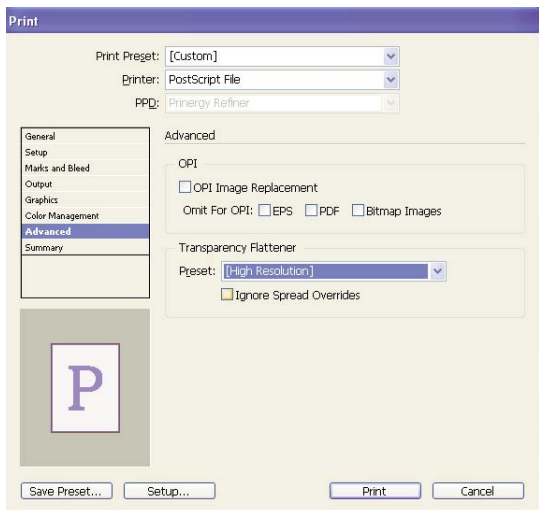 Print
Print Preset: [Custom]
Printer: PostScript File
PPD: Prinergy Refiner
General
Setup
Marks and Bleed
Output
Graphics
Color Management
Advanced
Summary
Advanced
OPI
OPI Image Replacement
Omit For OPI: EPS PDF Bitmap Images
Transparency Flattener
Preset: [High Resolution]
Ignore Spread Overrides
P
Save Preset... Setup... Print Cancel